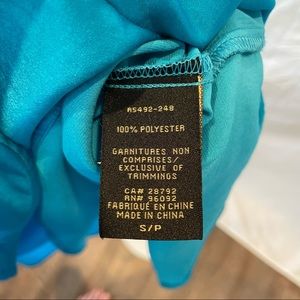 AS492-248
100% POLYESTER
GARNITURES NON
COMPRISES/
EXCLUSIVE OF
TRIMMINGS
CA# 28792
RN# 96092
FABRIQUÉ EN CHINE
MADE IN CHINA
S/P